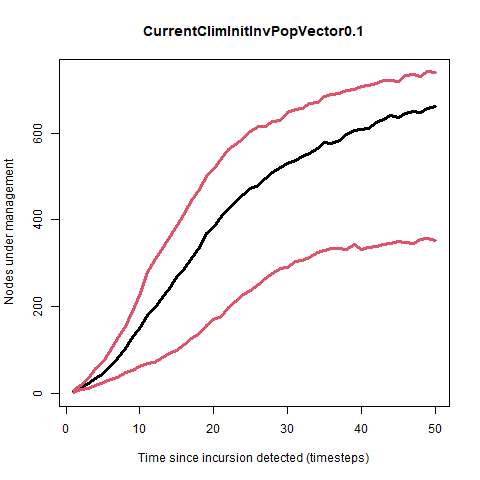 CurrentClimInitInvPopVector0.1
Nodes under management
600
400
200
0
0 10 20 30 40 50
Time since incursion detected (timesteps)